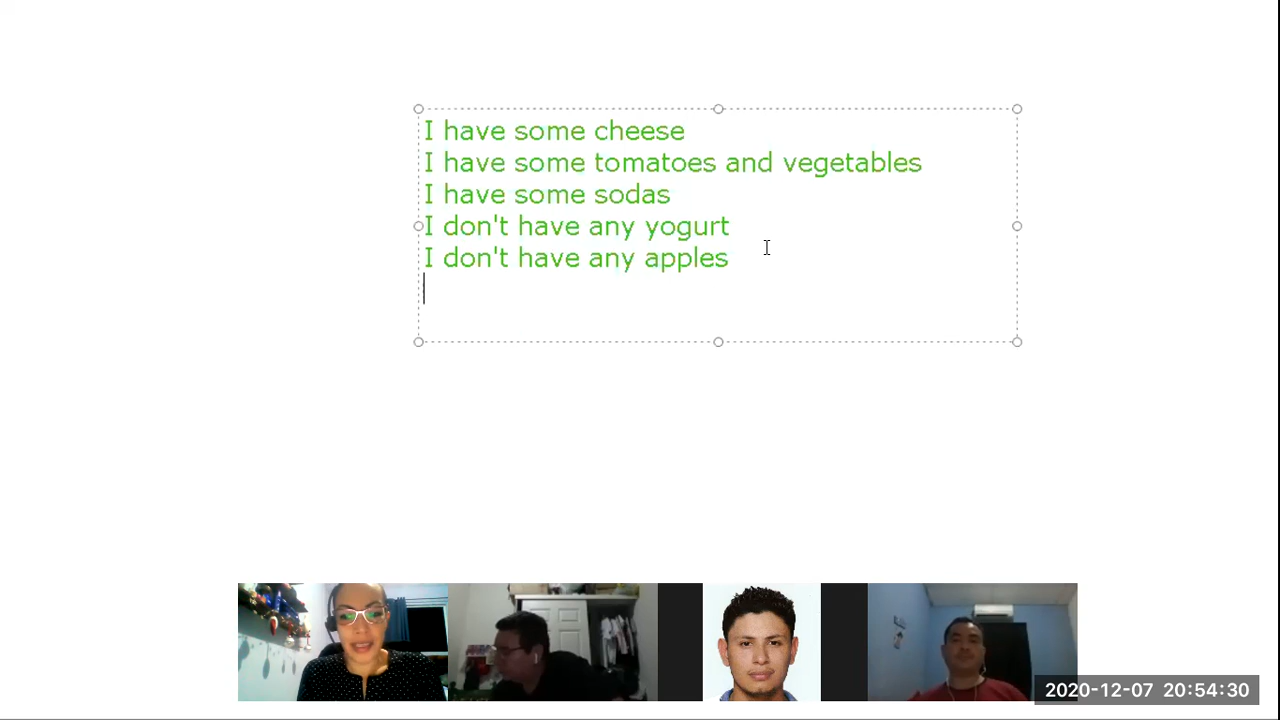 I have some cheese
I have some tomatoes and vegetables
I have some sodas
I don't have any yogurt
I don't have any apples
2020-12-07 20:54:30